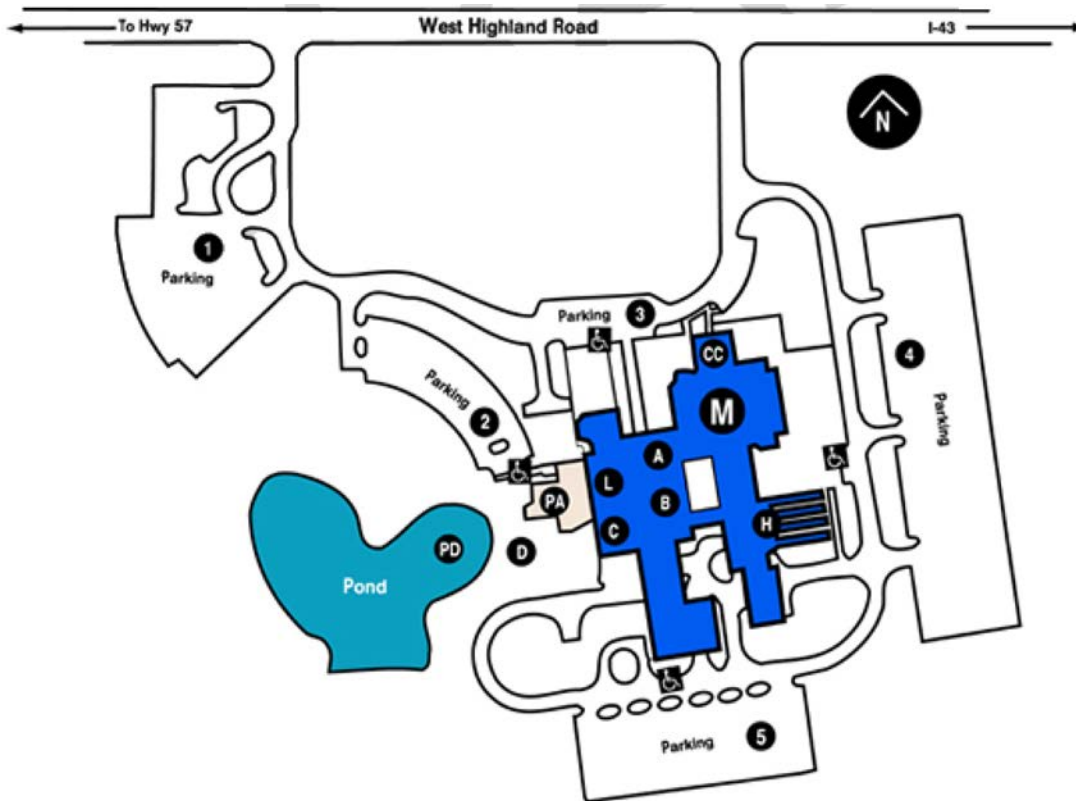 To Hwy 57
West Highland Road
I-43
N
1
Parking
Parking
3
CC
4
Parking
M
Parking
2
A
L
B
PA
C
H
PD
D
Pond
Parking
5